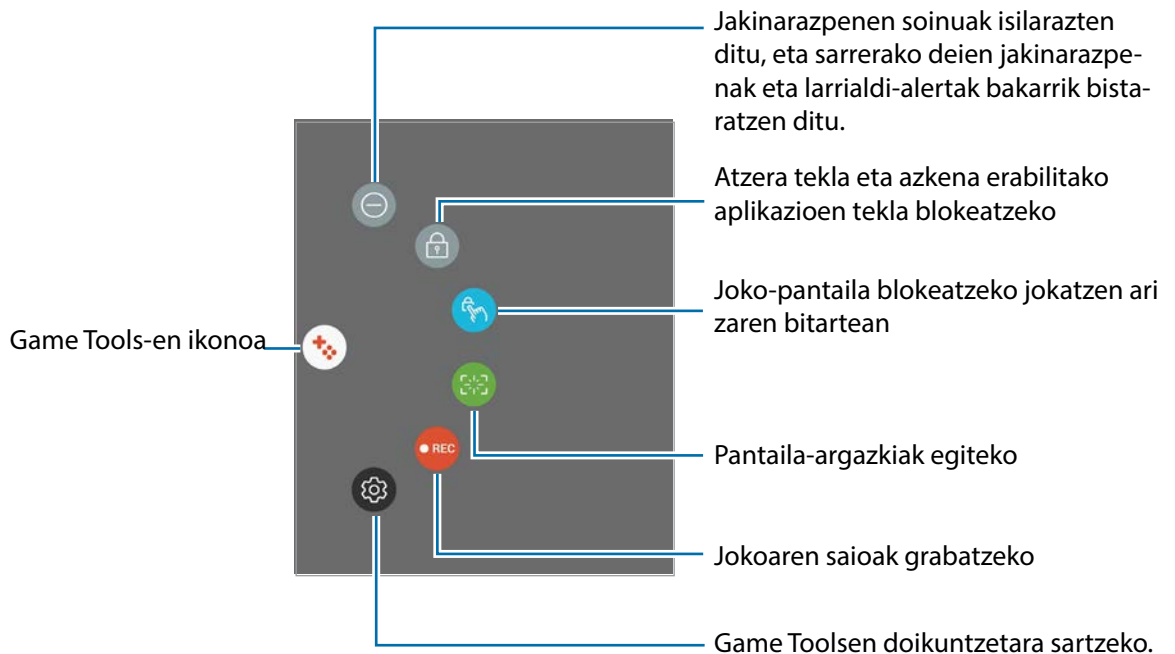 Jakinarazpenen soinuak isilarazten
ditu, eta sarrerako deien jakinarazpe-
nak eta larrialdi-alertak bakarrik bista-
ratzen ditu.
Atzera tekla eta azkena erabilitako
aplikazioen tekla blokeatzeko
Joko-pantaila blokeatzeko jokatzen ari
zaren bitartean
Game Tools-en ikonoa
Pantaila-argazkiak egiteko
REC
Jokoaren saioak grabatzeko
Game Toolsen doikuntzetara sartzeko.